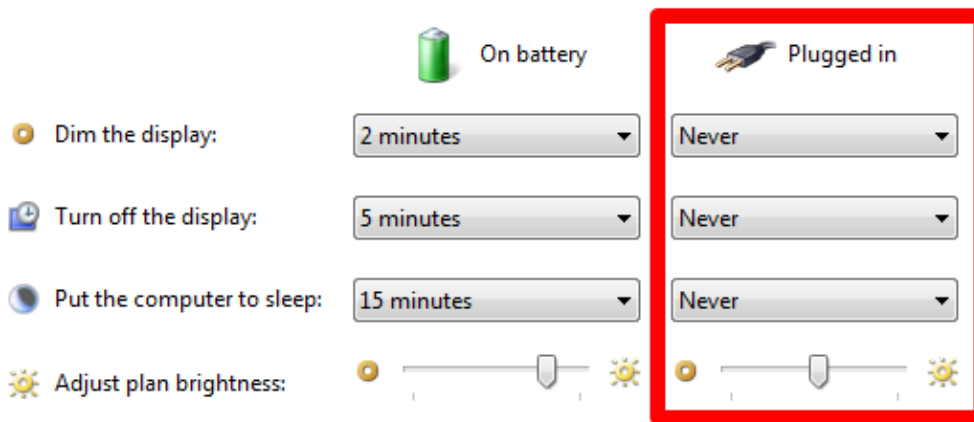 On battery Plugged in
Dim the display: 2 minutes Never
Turn off the display: 5 minutes Never
Put the computer to sleep: 15 minutes Never
Adjust plan brightness: